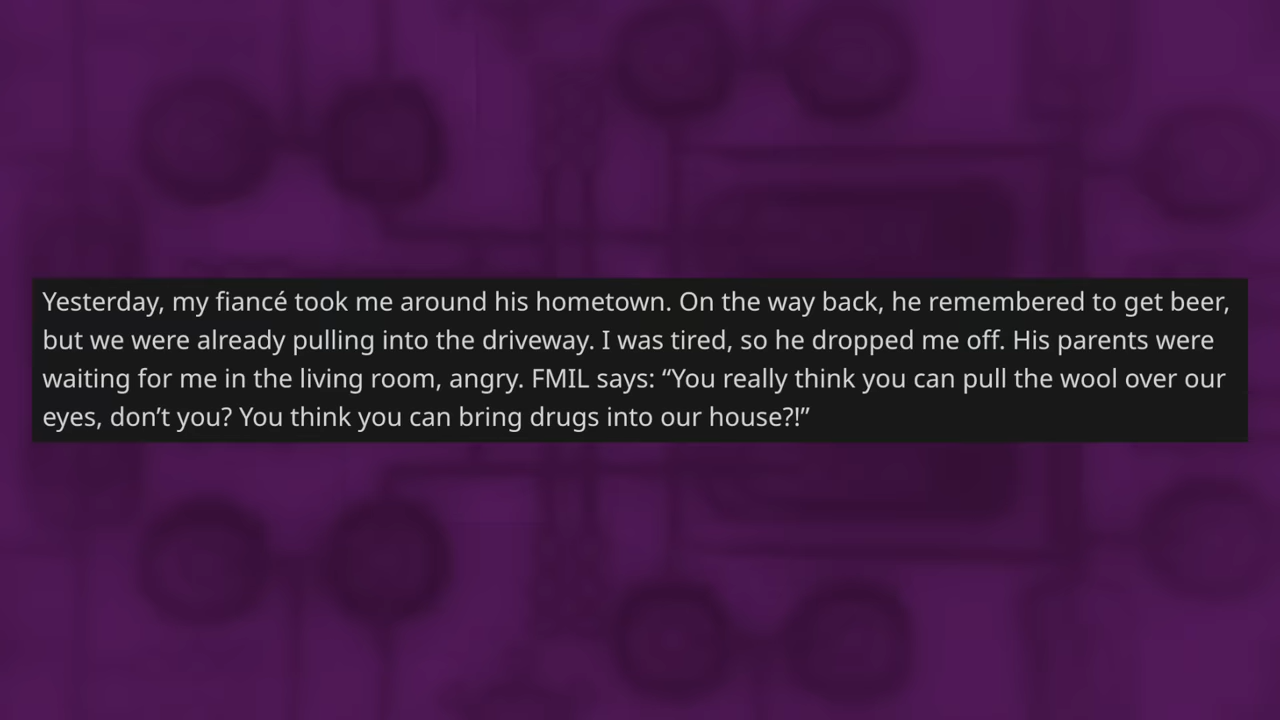 Yesterday, my fiancé took me around his hometown. On the way back, he remembered to get beer,
but we were already pulling into the driveway. I was tired, so he dropped me off. His parents were
waiting for me in the living room, angry. FMIL says: “You really think you can pull the wool over our
eyes, don’t you? You think you can bring drugs into our house?!”